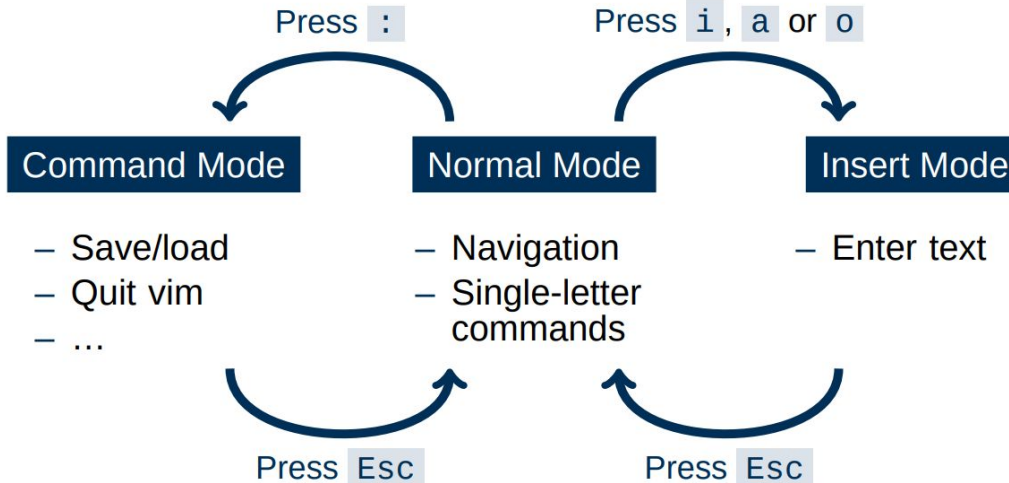 Press :
Press i, a or o
Command Mode
Normal Mode
Insert Mode
– Save/load
– Quit vim
– …
– Navigation
– Single-letter
commands
– Enter text
Press Esc
Press Esc